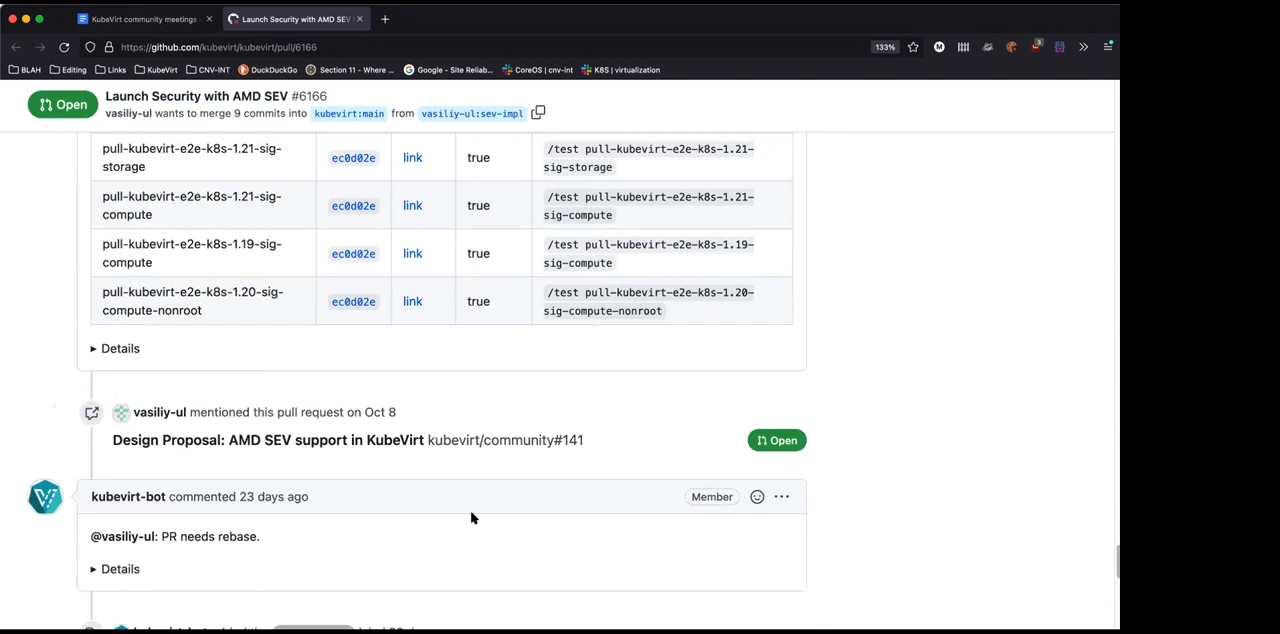 KubeVirt community meetings
Launch Security with AMD SEV
https://github.com/kubevirt/kubevirt/pull/6166
133%
BLAH
Editing
Links
KubeVirt
CNV-INT
DuckDuckGo
Section 11 - Where ...
Google - Site Reliab...
CoreOS | cnv-int
K8S | virtualization
Open
Launch Security with AMD SEV #6166
vasiliy-ul wants to merge 9 commits into kubevirt:main from vasiliy-ul:sev-impl
pull-kubevirt-e2e-k8s-1.21-sig-
storage
ec0d02e
link
true
/test pull-kubevirt-e2e-k8s-1.21-
sig-storage
pull-kubevirt-e2e-k8s-1.21-sig-
compute
ec0d02e
link
true
/test pull-kubevirt-e2e-k8s-1.21-
sig-compute
pull-kubevirt-e2e-k8s-1.19-sig-
compute
ec0d02e
link
true
/test pull-kubevirt-e2e-k8s-1.19-
sig-compute
pull-kubevirt-e2e-k8s-1.20-sig-
compute-nonroot
ec0d02e
link
true
/test pull-kubevirt-e2e-k8s-1.20-
sig-compute-nonroot
Details
vasiliy-ul mentioned this pull request on Oct 8
Design Proposal: AMD SEV support in KubeVirt kubevirt/community#141
Open
kubevirt-bot commented 23 days ago
Member
@vasiliy-ul: PR needs rebase.
Details